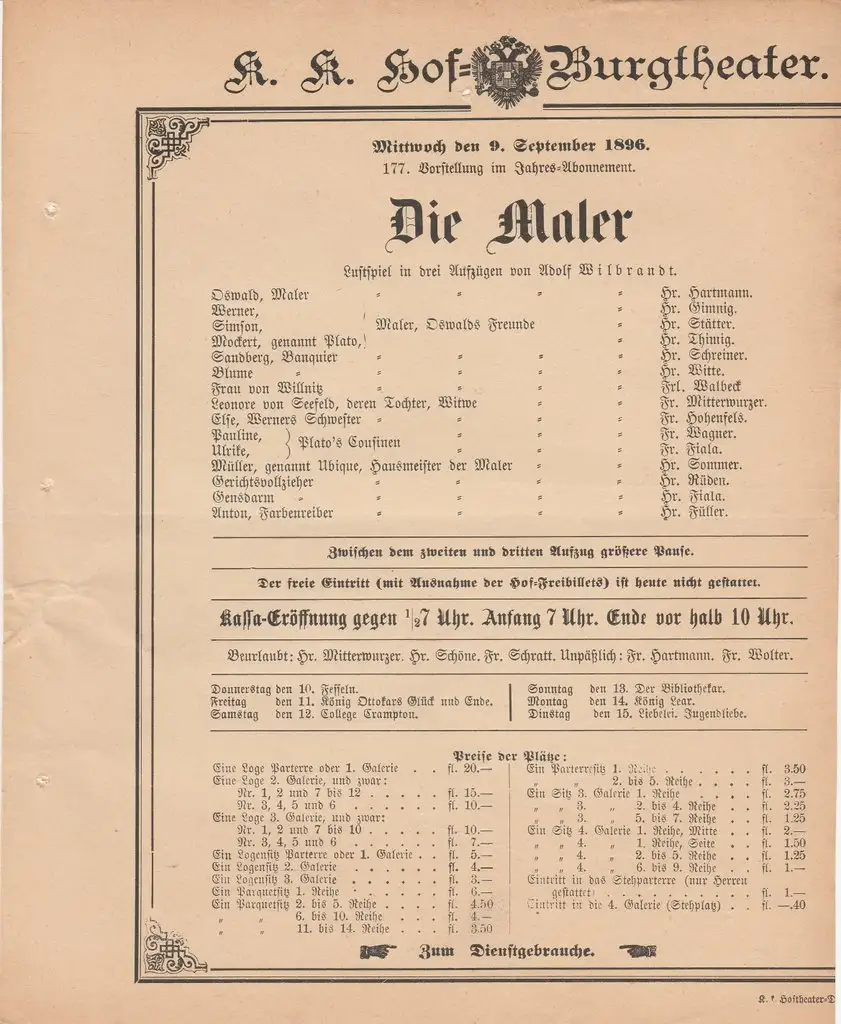 K. K. Hof-Burgtheater.
Mittwoch den 9. September 1896.
177. Vorstellung im Jahres-Abonnement.
Die Maler
Lustspiel in drei Aufzügen von Adolf Wilbrandt.
Oswald, Maler Hr. Hartmann.
Werner, Hr. Gimnig.
Simson, Maler, Oswalds Freunde Hr. Stätter.
Mockert, genannt Plato, Hr. Thimig.
Sandberg, Banquier Hr. Schreiner.
Blume " Hr. Witte.
Frau von Willnitz Frl. Walbeck
Leonore von Seefeld, deren Tochter, Witwe Fr. Mitterwurzer.
Else, Werners Schwester Fr. Hohenfels.
Pauline, Fr. Wagner.
Plato's Cousinen
Ulrike, Fr. Fiala.
Müller, genannt Ubique, Hausmeister der Maler Hr. Sommer.
Gerichtsvollzieher Hr. Rüden.
Gensdarm Hr. Fiala.
Anton, Farbenreiber Hr. Füller.
Zwischen dem zweiten und dritten Aufzug größere Pause.
Der freie Eintritt (mit Ausnahme der Hof-Freibillets) ist heute nicht gestattet.
Kassa-Eröffnung gegen 1/27 Uhr. Anfang 7 Uhr. Ende vor halb 10 Uhr.
Beurlaubt: Hr. Mitterwurzer. Hr. Schöne. Fr. Schratt. Unpäßlich: Fr. Hartmann. Fr. Wolter.
Donnerstag den 10. Fesseln.
Freitag den 11. König Ottokars Glück und Ende.
Samstag den 12. College Crampton.
Sonntag den 13. Der Bibliothekar.
Montag den 14. König Lear.
Dinstag den 15. Liebelei. Jugendliebe.
Preise der Plätze:
Eine Loge Parterre oder 1. Galerie . . fl. 20.—
Eine Loge 2. Galerie, und zwar:
Nr. 1, 2 und 7 bis 12 . . . . . . fl. 15.—
Nr. 3, 4, 5 und 6 . . . . . . fl. 10.—
Eine Loge 3. Galerie, und zwar:
Nr. 1, 2 und 7 bis 10 . . . . . fl. 10.—
Nr. 3, 4, 5 und 6 . . . . . . fl. 7.—
Ein Logensitz Parterre oder 1. Galerie . . fl. 5.—
Ein Logensitz 2. Galerie . . . . . . fl. 4.—
Ein Logensitz 3. Galerie . . . . . . fl. 3.—
Ein Parquetsitz 1. Reihe . . . . . . fl. 6.—
Ein Parquetsitz 2. bis 5. Reihe . . . fl. 4.50
" " 6. bis 10. Reihe . . . fl. 4.—
" " 11. bis 14. Reihe . . . fl. 3.50
Ein Parterresitz 1. Reihe . . . . . . fl. 3.50
" " 2. bis 5. Reihe . . . fl. 3.—
Ein Sitz 3. Galerie 1. Reihe . . . . fl. 2.75
" " 3. " 2. bis 4. Reihe . . fl. 2.25
" " 3. " 5. bis 7. Reihe . . fl. 1.25
Ein Sitz 4. Galerie 1. Reihe, Mitte . . fl. 2.—
" " 4. " 1. Reihe, Seite . . fl. 1.50
" " 4. " 2. bis 5. Reihe . . fl. 1.25
" " 4. " 6. bis 9. Reihe . . fl. 1.—
Eintritt in das Stehparterre (nur Herren
gestattet) . . . . . . . . . fl. 1.—
Eintritt in die 4. Galerie (Stehplatz) . . fl. —.40
Zum Dienstgebrauche.
K. k. Hoftheater-D